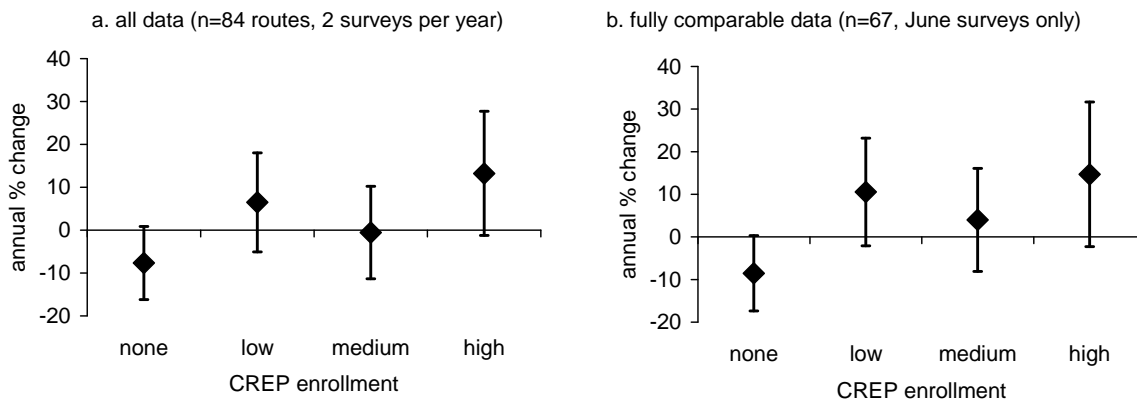 a. all data (n=84 routes, 2 surveys per year)
annual % change
40
30
20
10
0
-10
-20
none low medium high
CREP enrollment
b. fully comparable data (n=67, June surveys only)
annual % change
40
30
20
10
0
-10
-20
none low medium high
CREP enrollment